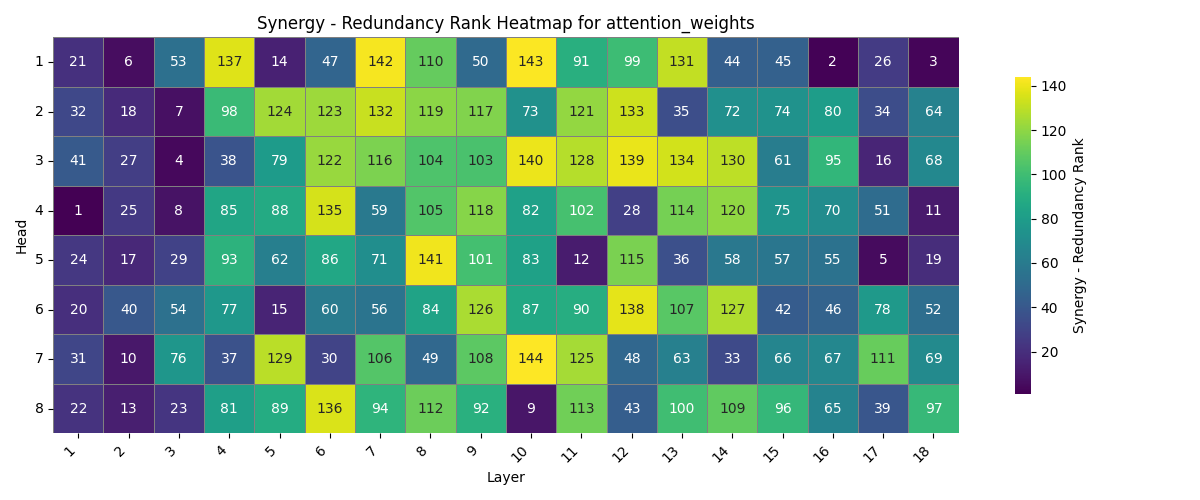 Synergy - Redundancy Rank Heatmap for attention_weights
1 21 6 53 137 14 47 142 110 50 143 91 99 131 44 45 2 26 3
2 32 18 7 98 124 123 132 119 117 73 121 133 35 72 74 80 34 64
3 41 27 4 38 79 122 116 104 103 140 128 139 134 130 61 95 16 68
4 1 25 8 85 88 135 59 105 118 82 102 28 114 120 75 70 51 11
5 24 17 29 93 62 86 71 141 101 83 12 115 36 58 57 55 5 19
6 20 40 54 77 15 60 56 84 126 87 90 138 107 127 42 46 78 52
7 31 10 76 37 129 30 106 49 108 144 125 48 63 33 66 67 111 69
8 22 13 23 81 89 136 94 112 92 9 113 43 100 109 96 65 39 97
1 2 3 4 5 6 7 8 9 10 11 12 13 14 15 16 17 18
Layer
Head
140
120
100
80
60
40
20
Synergy - Redundancy Rank